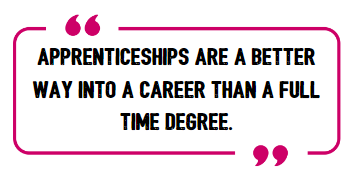 APPRENTICESHIPS ARE A BETTER
WAY INTO A CAREER THAN A FULL
TIME DEGREE.